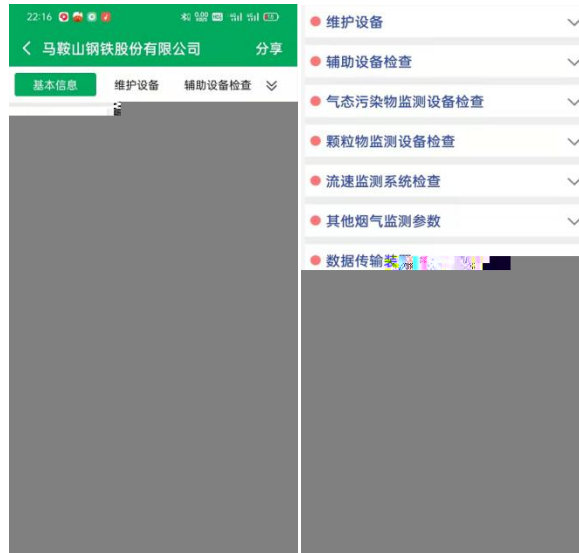 22:16
马鞍山钢铁股份有限公司 分享
基本信息 维护设备 辅助设备检查
维护设备
辅助设备检查
气态污染物监测设备检查
颗粒物监测设备检查
流速监测系统检查
其他烟气监测参数
数据传输装